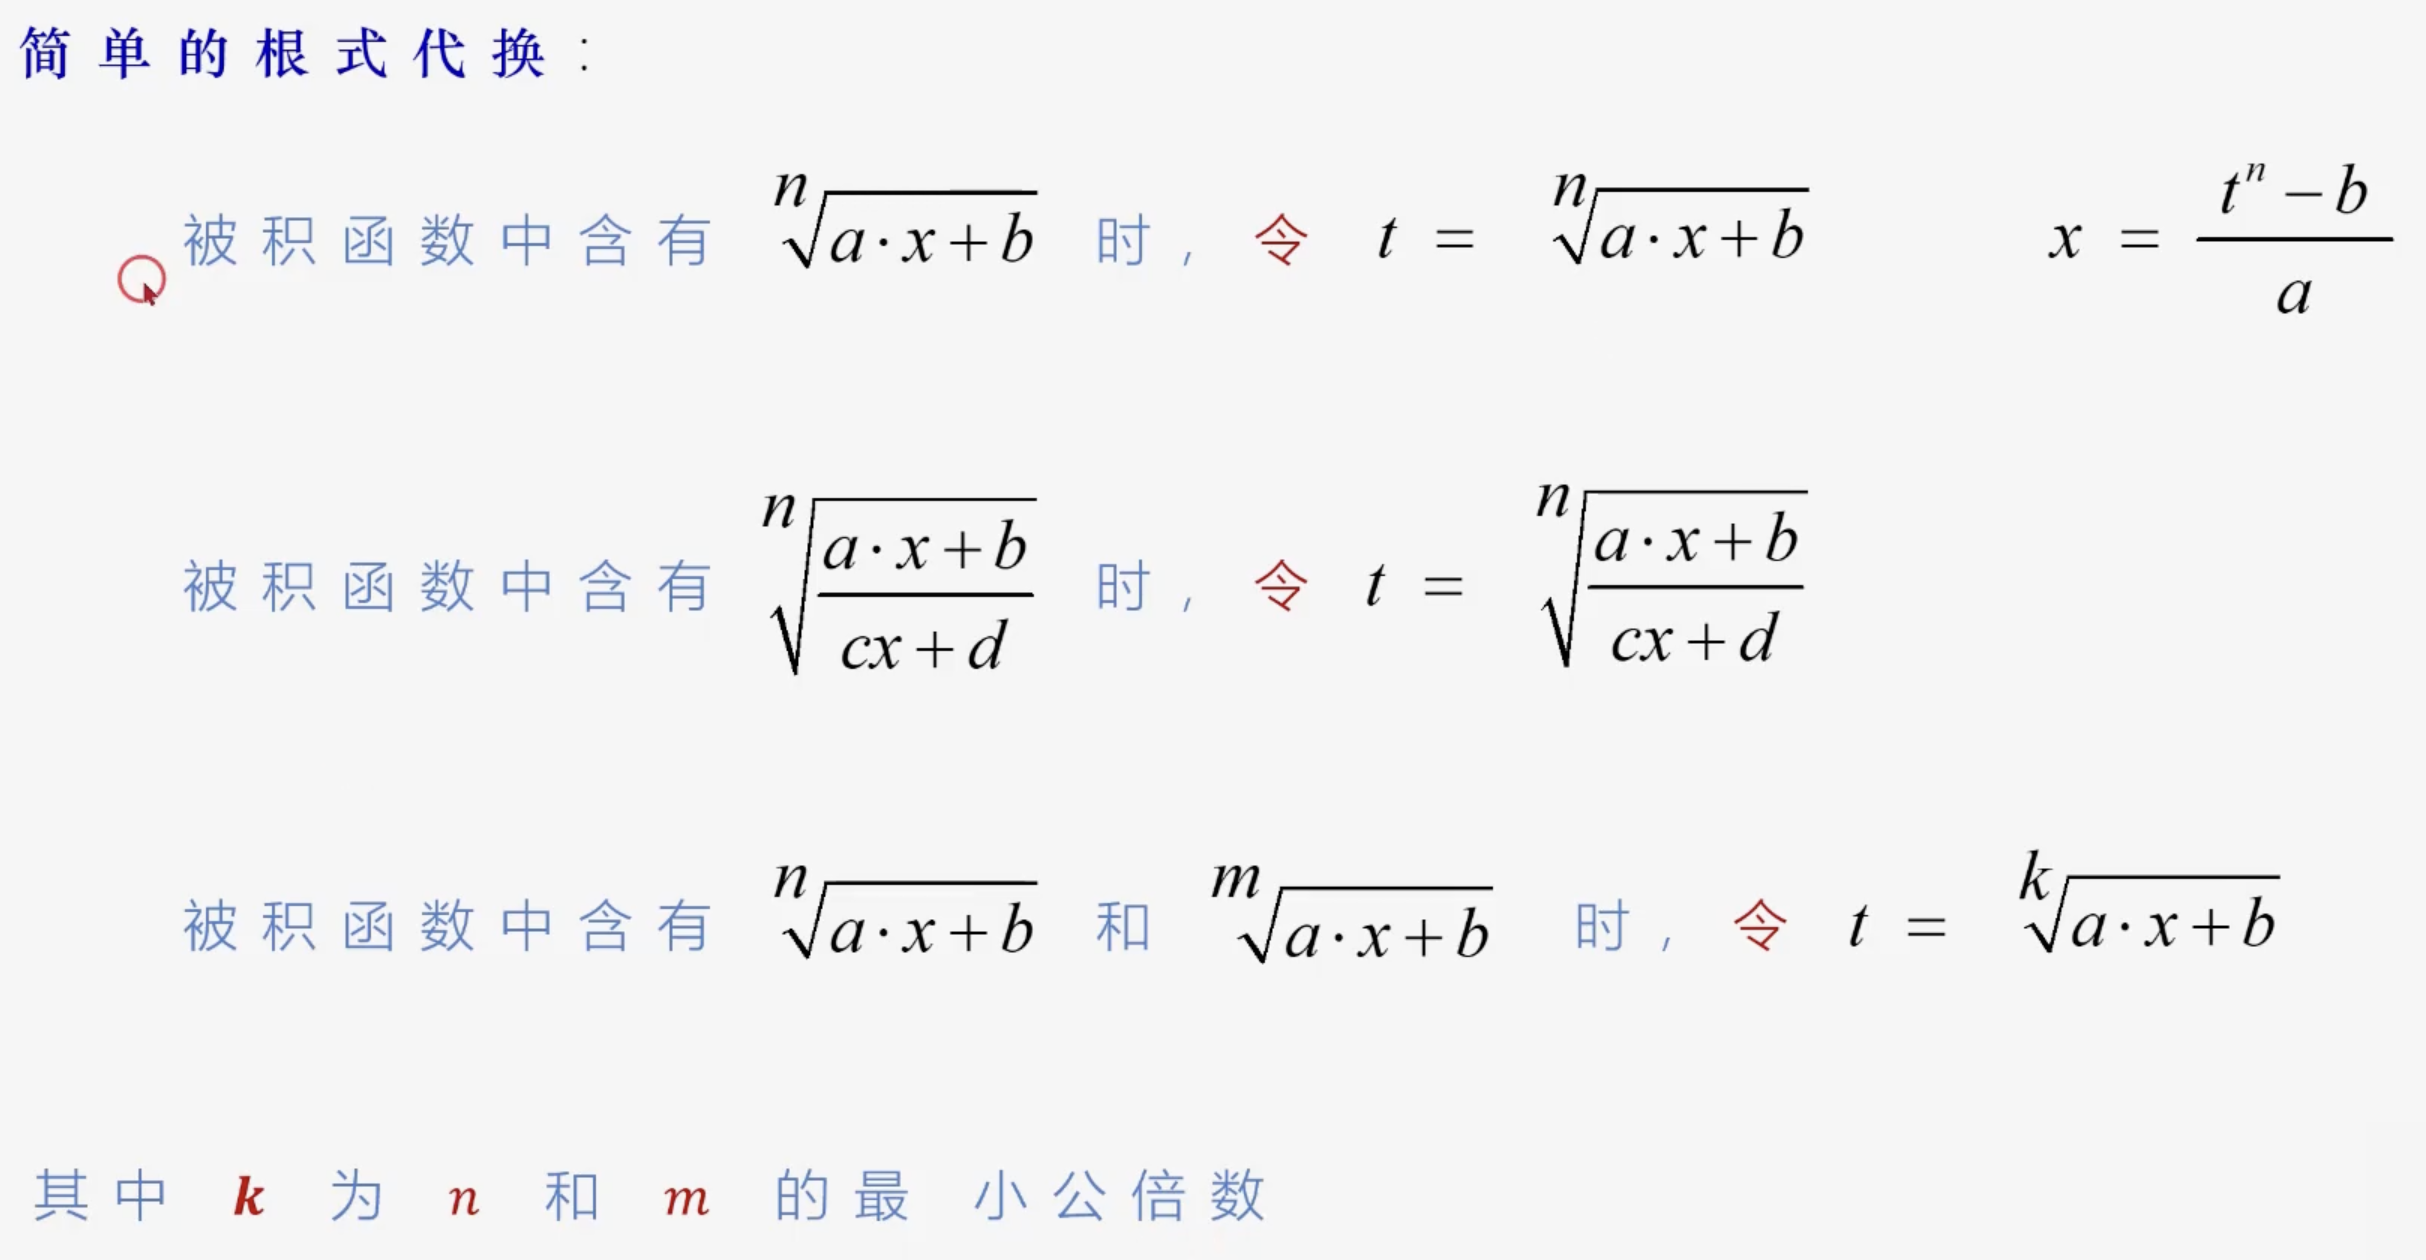 简单的根式代换:
被积函数中含有 $\sqrt[n]{a \cdot x+b}$ 时, 令 $t = \sqrt[n]{a \cdot x+b}$ $x = \frac{t^n-b}{a}$
被积函数中含有 $\sqrt[n]{\frac{a \cdot x+b}{cx+d}}$ 时, 令 $t = \sqrt[n]{\frac{a \cdot x+b}{cx+d}}$
被积函数中含有 $\sqrt[n]{a \cdot x+b}$ 和 $\sqrt[m]{a \cdot x+b}$ 时, 令 $t = \sqrt[k]{a \cdot x+b}$
其中 k 为 n 和 m 的最小公倍数